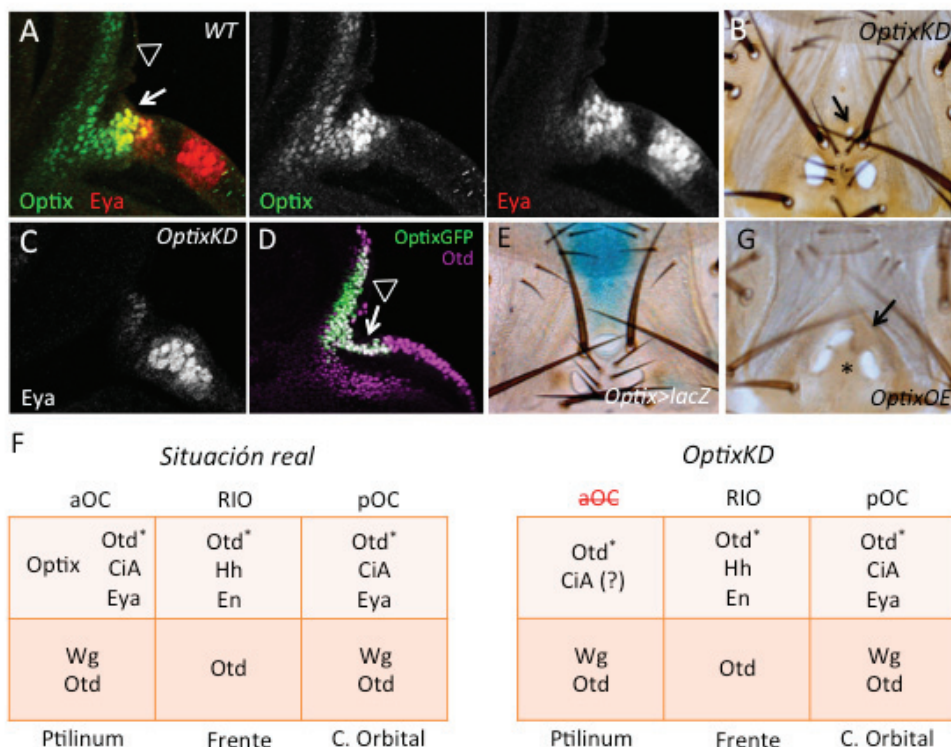 A
WT
Optix Eya
Optix
Eya
B
OptixKD
C
OptixKD
Eya
D
OptixGFP
Otd
E
Optix>lacZ
G
*
OptixOE
F
Situación real
aOC RIO pOC
Optix Otd* Otd* Otd*
CiA Hh CiA
Eya En Eya
Wg Otd Wg
Otd Otd
Ptilinum Frente C. Orbital
OptixKD
aOC RIO pOC
Otd* Otd* Otd*
CiA (?) Hh CiA
En Eya
Wg Otd Wg
Otd Otd
Ptilinum Frente C. Orbital